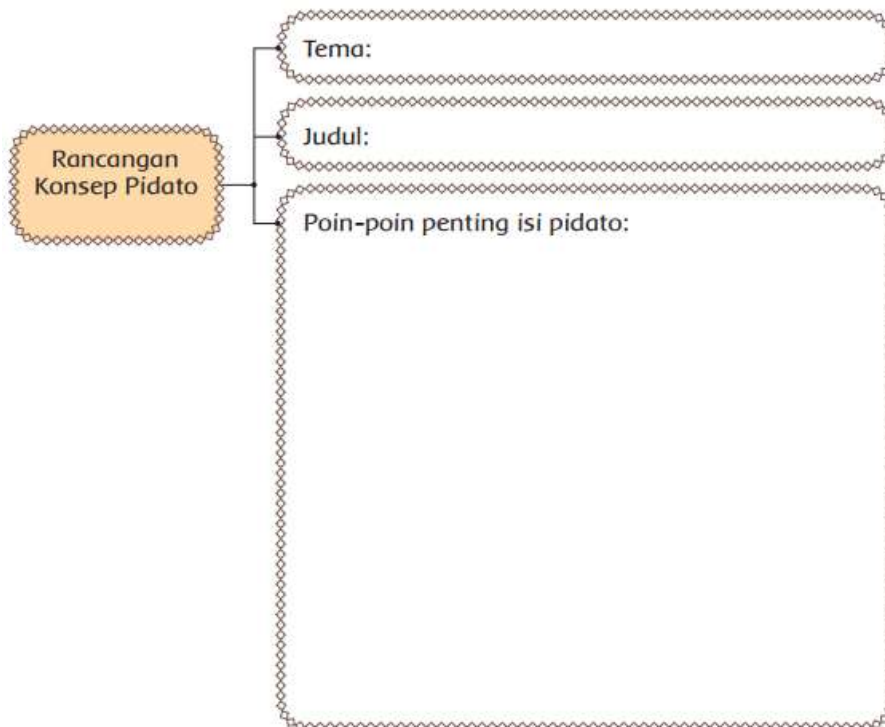 Rancangan
Konsep Pidato
Tema:
Judul:
Poin-poin penting isi pidato: